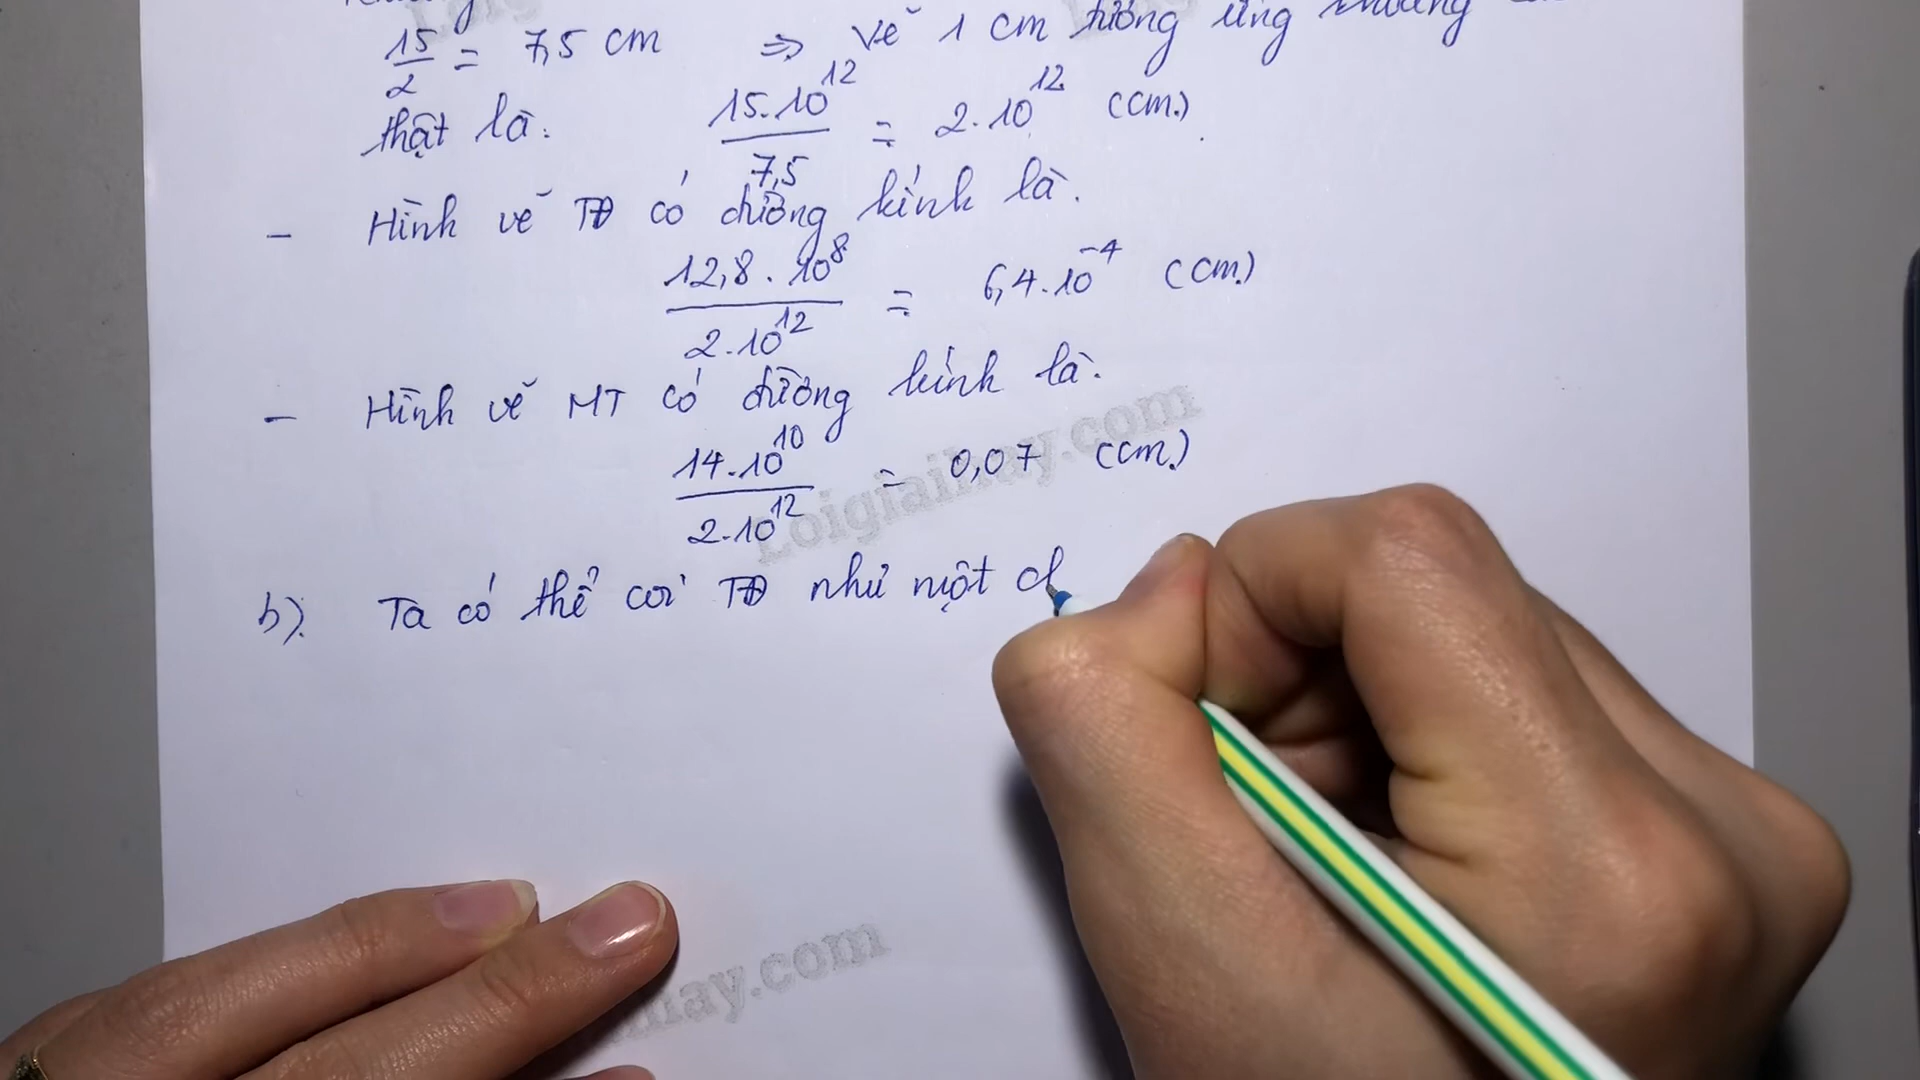 15/2 = 7,5 cm => Vẽ 1 cm tương ứng khoảng
thật là: 15.10^12 / 7,5 = 2.10^12 (cm.)
- Hình vẽ TĐ có đường kính là.
12,8.10^8 / 2.10^12 = 6,4.10^-4 (cm.)
- Hình vẽ MT có đường kính là.
14.10^10 / 2.10^12 = 0,07 (cm.)
b). Ta có thể coi TĐ như một ch
Loigiaihay.com